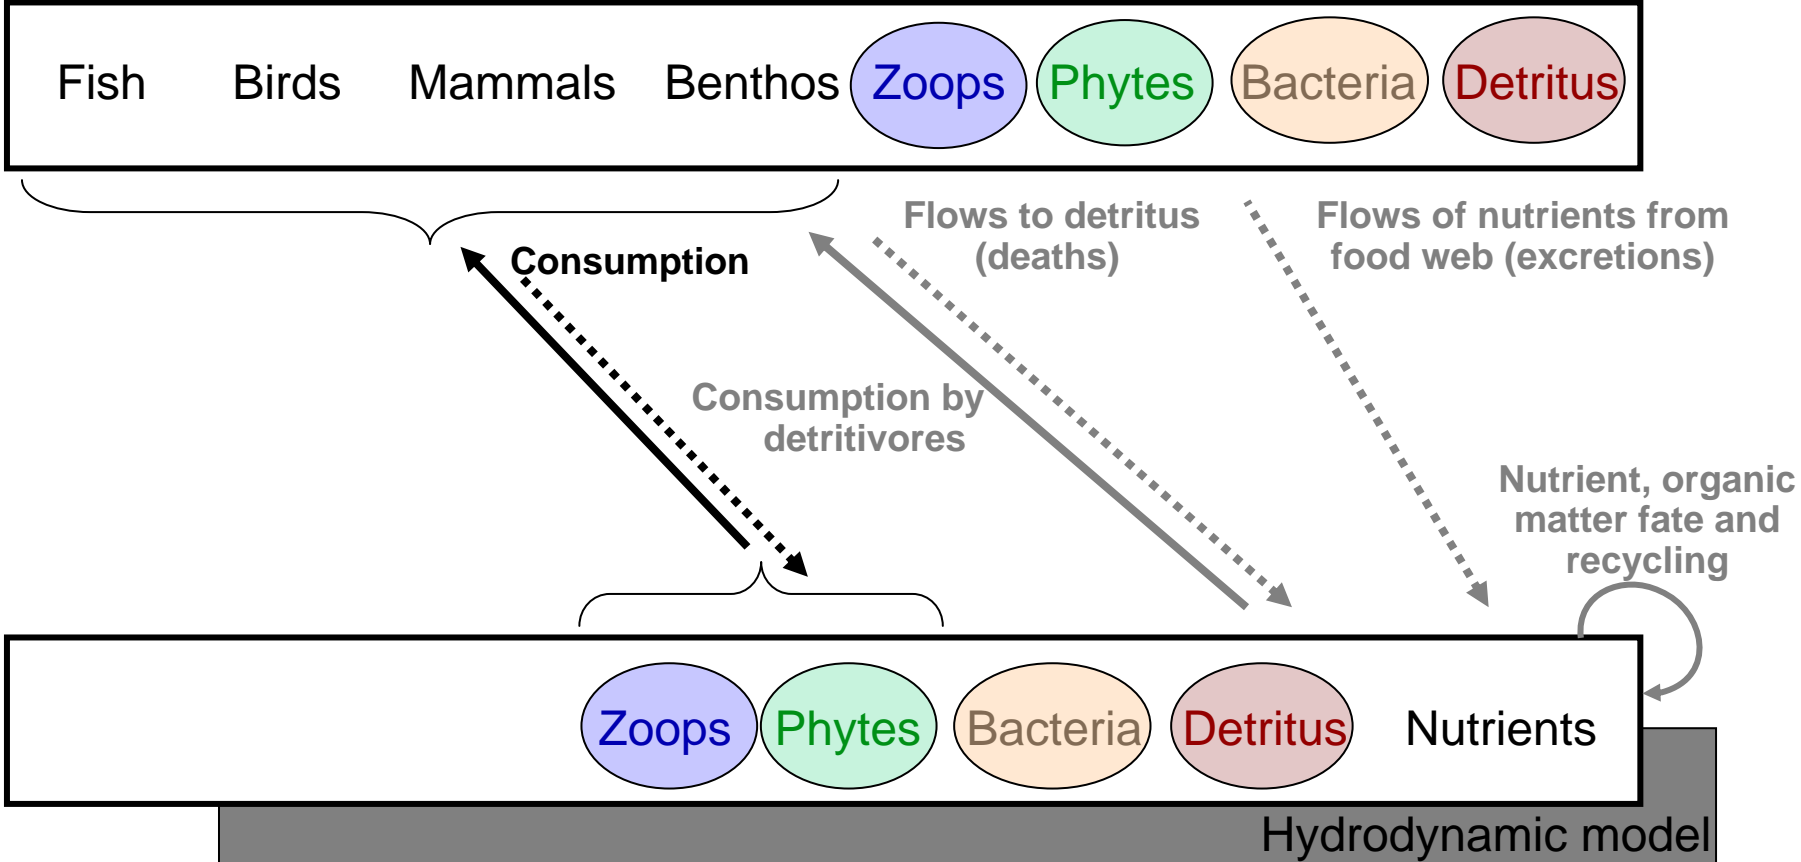 Fish Birds Mammals Benthos Zoops Phytes Bacteria Detritus
Flows to detritus
(deaths)
Flows of nutrients from
food web (excretions)
Consumption
Consumption by
detritivores
Nutrient, organic
matter fate and
recycling
Zoops Phytes Bacteria Detritus Nutrients
Hydrodynamic model